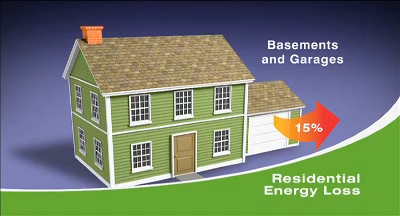 Basements
and Garages
15%
Residential
Energy Loss